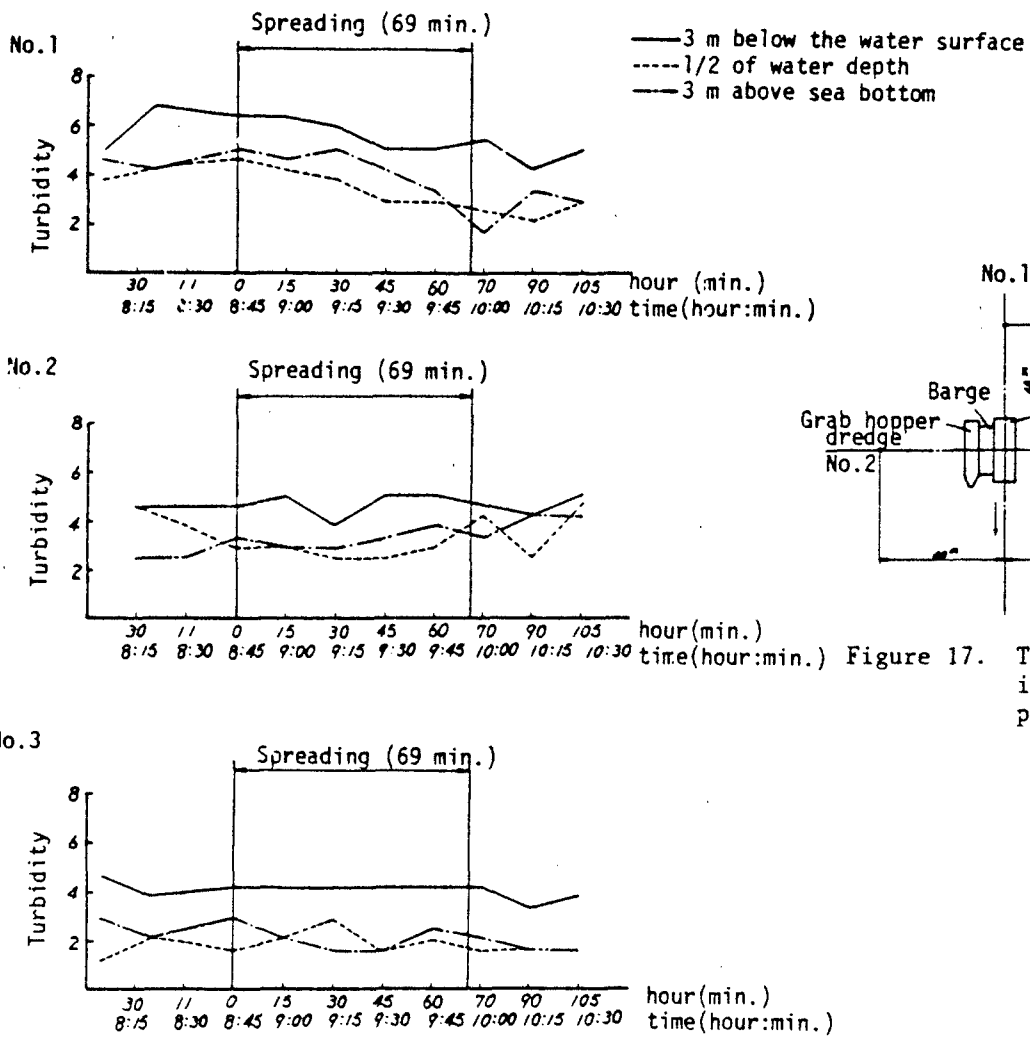 No.1
Spreading (69 min.)
3 m below the water surface
1/2 of water depth
3 m above sea bottom
Turbidity
8
6
4
2
30 11 0 15 30 45 60 70 90 105 hour (min.)
8:15 8:30 8:45 9:00 9:15 9:30 9:45 10:00 10:15 10:30 time(hour:min.)
No.2
Spreading (69 min.)
Turbidity
8
6
4
2
30 11 0 15 30 45 60 70 90 105 hour(min.)
8:15 8:30 8:45 9:00 9:15 9:30 9:45 10:00 10:15 10:30 time(hour:min.)
No.1
Barge
Grab hopper
dredge
No.2
Figure 17. T
i
p
No.3
Spreading (69 min.)
Turbidity
8
6
4
2
30 11 0 15 30 45 60 70 90 105 hour(min.)
8:15 8:30 8:45 9:00 9:15 9:30 9:45 10:00 10:15 10:30 time(hour:min.)